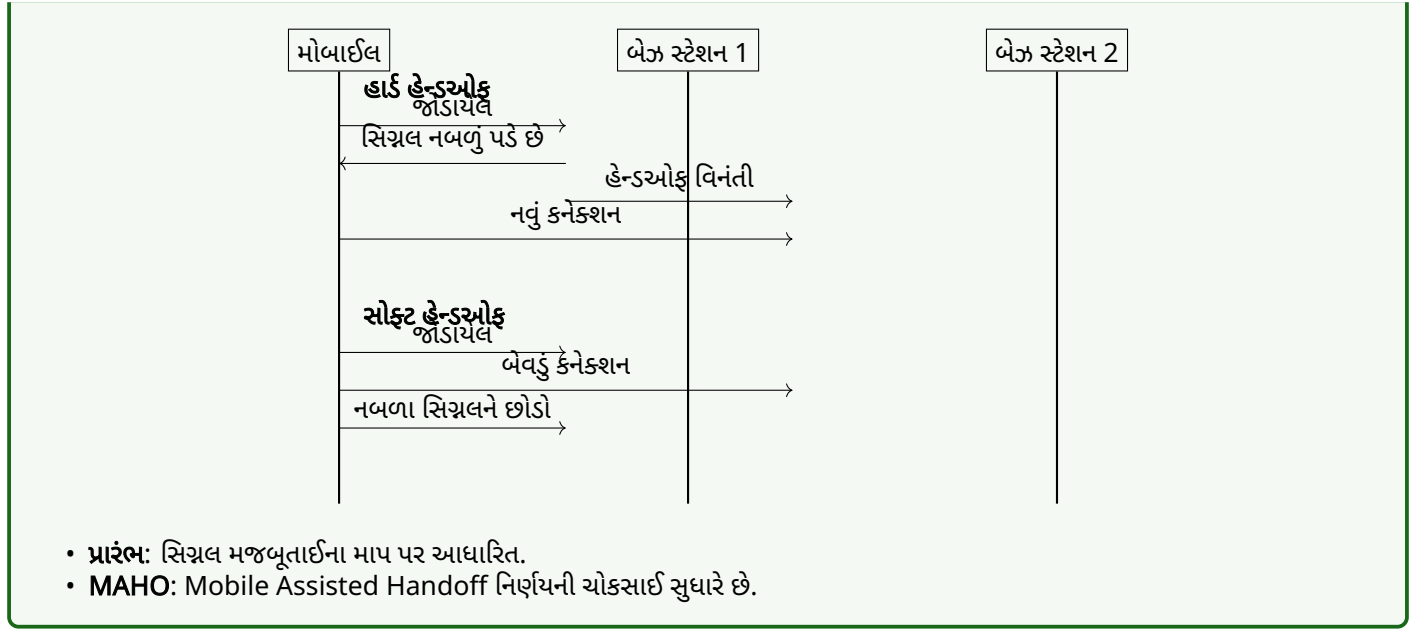 મોબાઈલ
બેઝ સ્ટેશન 1
બેઝ સ્ટેશન 2
હાર્ડ હેન્ડઓફ
જોડાયેલ
સિગ્નલ નબળું પડે છે
હેન્ડઓફ વિનંતી
નવું કનેક્શન
સોફ્ટ હેન્ડઓફ
જોડાયેલ
બેવડું કનેક્શન
નબળા સિગ્નલને છોડો
• પ્રારંભ: સિગ્નલ મજબૂતાઈના માપ પર આધારિત.
• MAHO: Mobile Assisted Handoff નિર્ણયની ચોકસાઈ સુધારે છે.